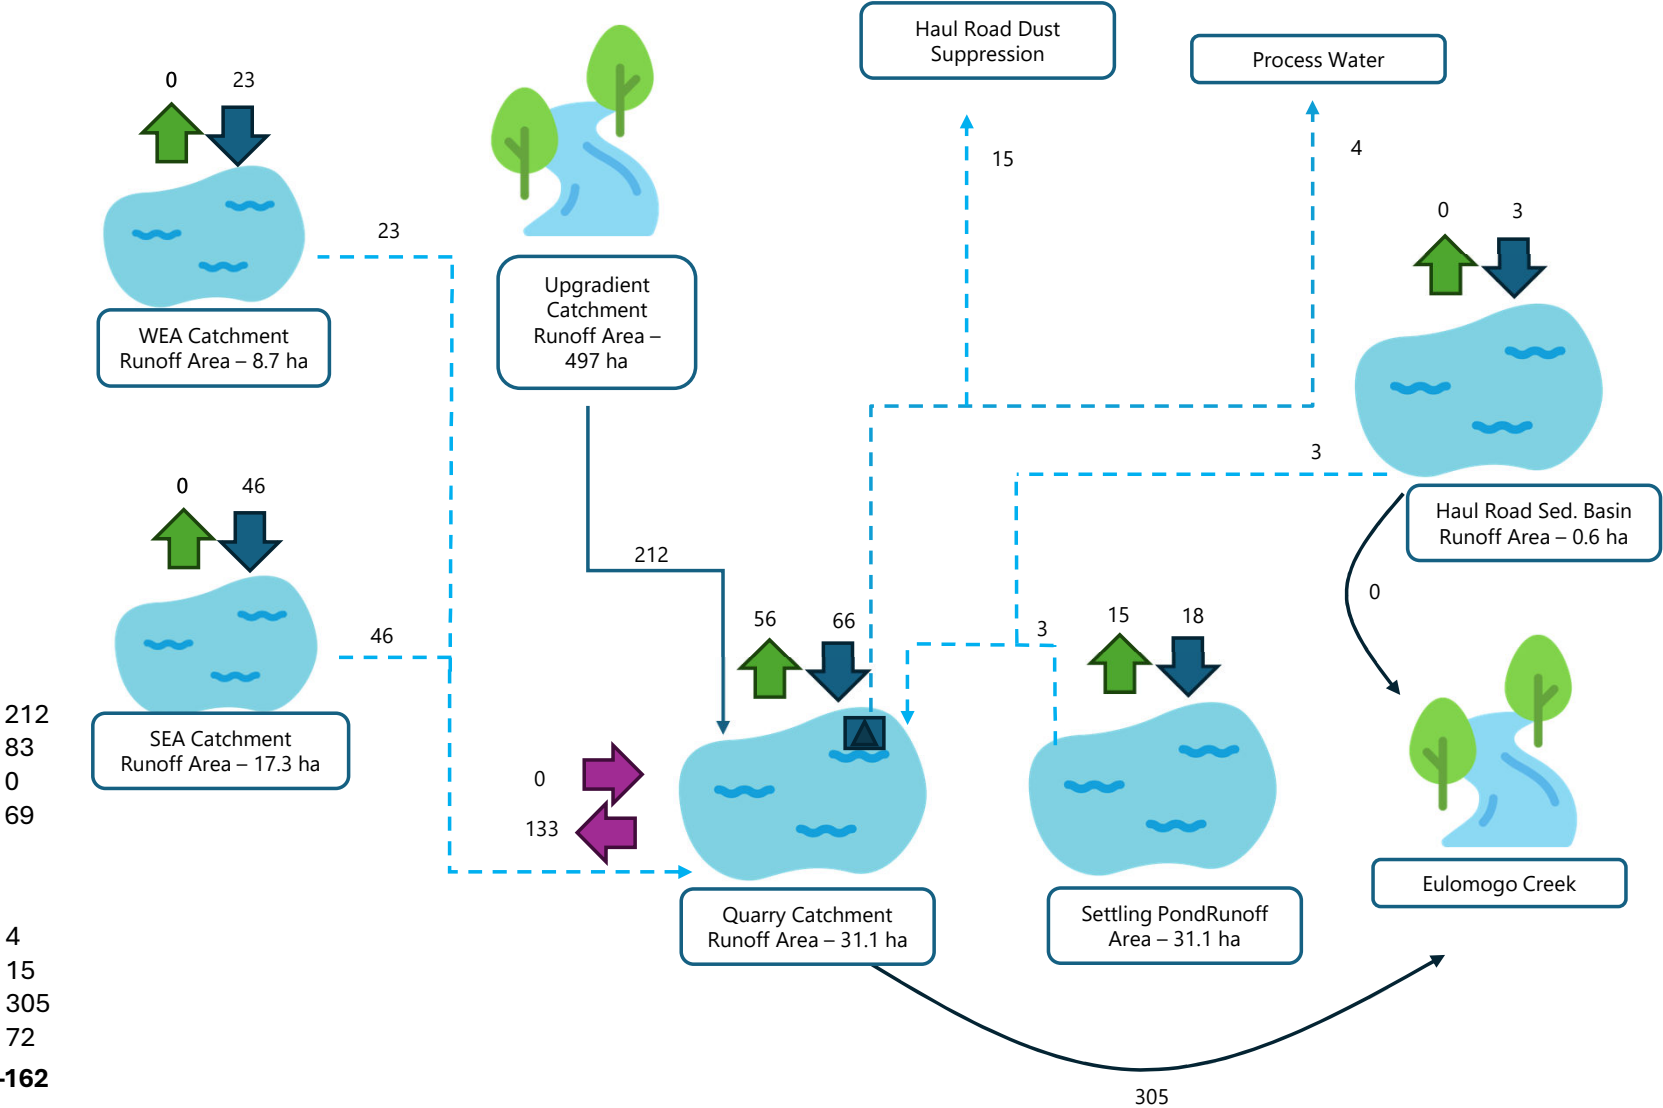 Haul Road Dust
Suppression
Process Water
0
23
15
4
0
3
23
WEA Catchment
Runoff Area – 8.7 ha
Upgradient
Catchment
Runoff Area –
497 ha
3
0
46
Haul Road Sed. Basin
Runoff Area – 0.6 ha
212
0
46
56
66
3
15
18
SEA Catchment
Runoff Area – 17.3 ha
0
133
Quarry Catchment
Runoff Area – 31.1 ha
Settling PondRunoff
Area – 31.1 ha
Eulomogo Creek
305
212
83
0
69
4
15
305
72
-162